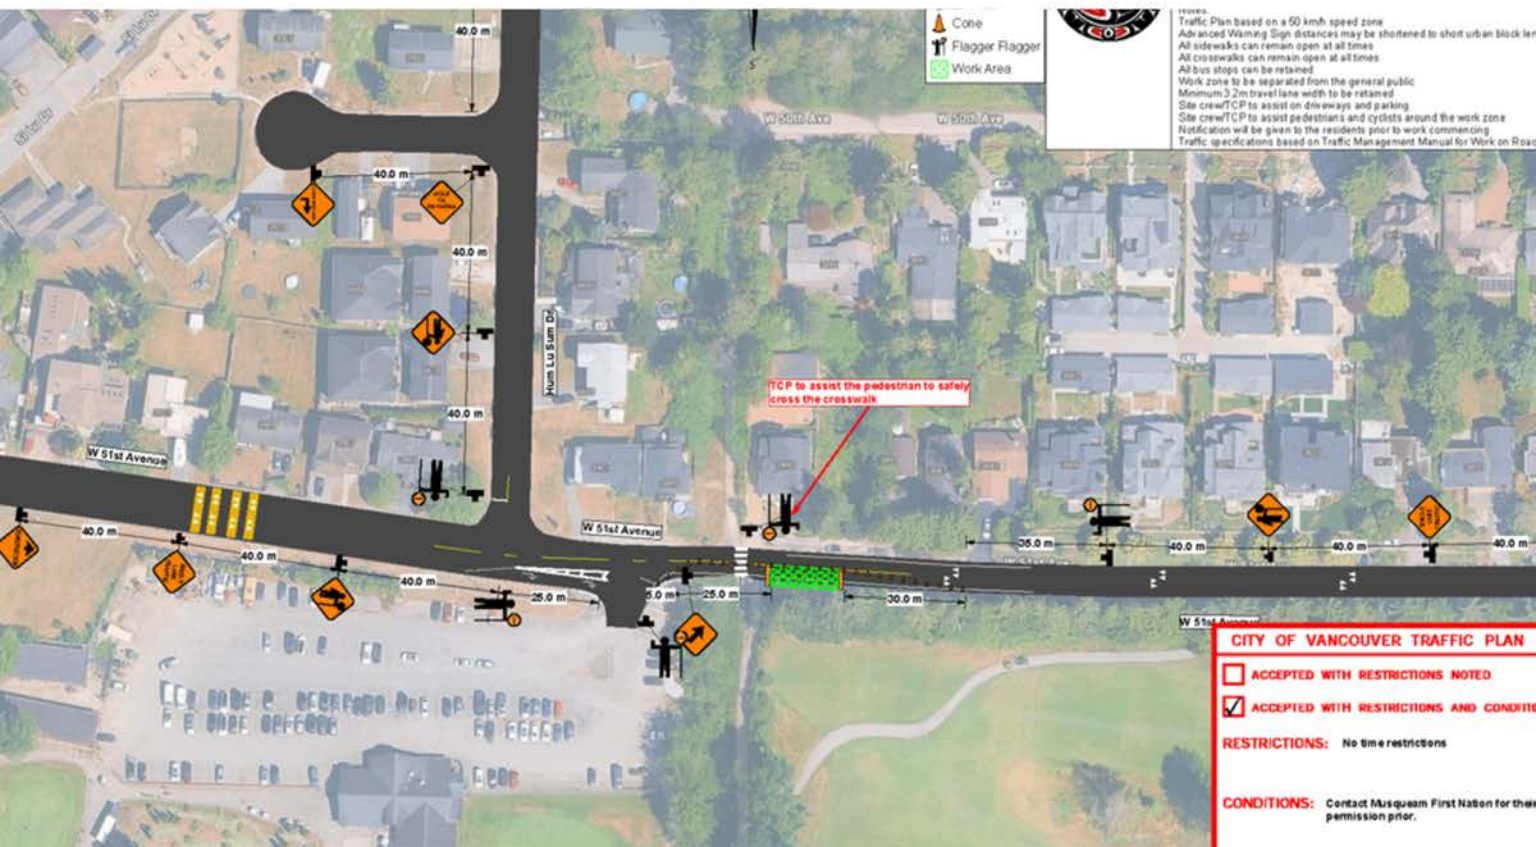 Si Lu Dr
40.0 m
Cone
Flagger Flagger
Work Area
S
Notes:
Traffic Plan based on a 50 km/h speed zone
Advanced Warning Sign distances may be shortened to short urban block
All sidewalks can remain open at all times
All crosswalks can remain open at all times
All bus stops can be retained
Work zone to be separated from the general public
Minimum 3.2m travel lane width to be retained
Site crew/TCP to assist on driveways and parking
Site crew/TCP to assist pedestrians and cyclists around the work zone
Notification will be given to the residents prior to work commencing
Traffic specifications based on Traffic Management Manual for Work on
W 50th Ave
W 50th Ave
Si Lu Dr
40.0 m
40.0 m
Hum Lu Sum Dr
TCP to assist the pedestrian to safely
cross the crosswalk
40.0 m
W 51st Avenue
W 51st Avenue
40.0 m
40.0 m
40.0 m
25.0 m
5.0 m
25.0 m
30.0 m
35.0 m
40.0 m
40.0 m
40.0 m
W 51st Avenue
CITY OF VANCOUVER TRAFFIC PLAN
ACCEPTED WITH RESTRICTIONS NOTED
ACCEPTED WITH RESTRICTIONS AND
RESTRICTIONS: No time restrictions
CONDITIONS: Contact Musqueam First Nation for their
permission prior.